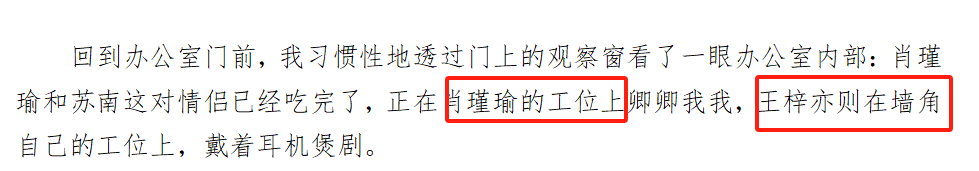 回到办公室门前，我习惯性地透过门上的观察窗看了一眼办公室内部：肖瑾
瑜和苏南这对情侣已经吃完了，正在肖瑾瑜的工位上卿卿我我，王梓亦则在墙角
自己的工位上，戴着耳机煲剧。